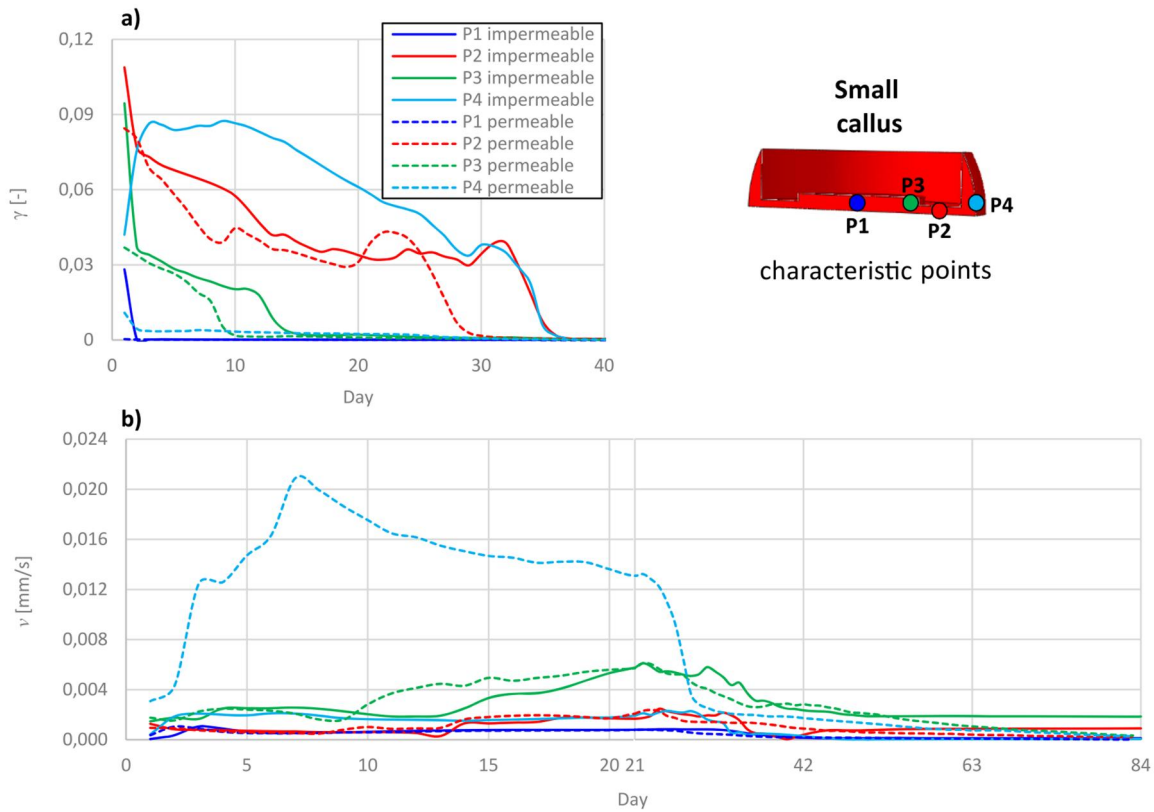 a)
0,12
0,09
0,06
0,03
0
γ [-]
0
10
20
30
40
Day
P1 impermeable
P2 impermeable
P3 impermeable
P4 impermeable
P1 permeable
P2 permeable
P3 permeable
P4 permeable
Small
callus
P3
P4
P1
P2
characteristic points
b)
0,024
0,020
0,016
0,012
0,008
0,004
0,000
v [mm/s]
0
5
10
15
20
21
42
63
84
Day